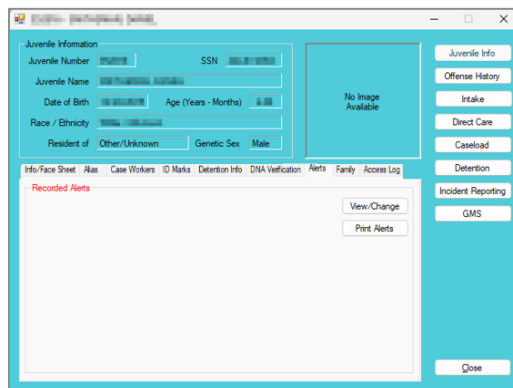 Juvenile Information
Juvenile Number SSN
Juvenile Name
Date of Birth Age (Years - Months)
Race / Ethnicity
Resident of Other/Unknown Genetic Sex Male
No Image
Available
Juvenile Info
Offense History
Intake
Direct Care
Caseload
Detention
Incident Reporting
GMS
Info/Face Sheet Alias Case Workers ID Marks Detention Info DNA Verification Alerts Family Access Log
Recorded Alerts
View/Change
Print Alerts
Close